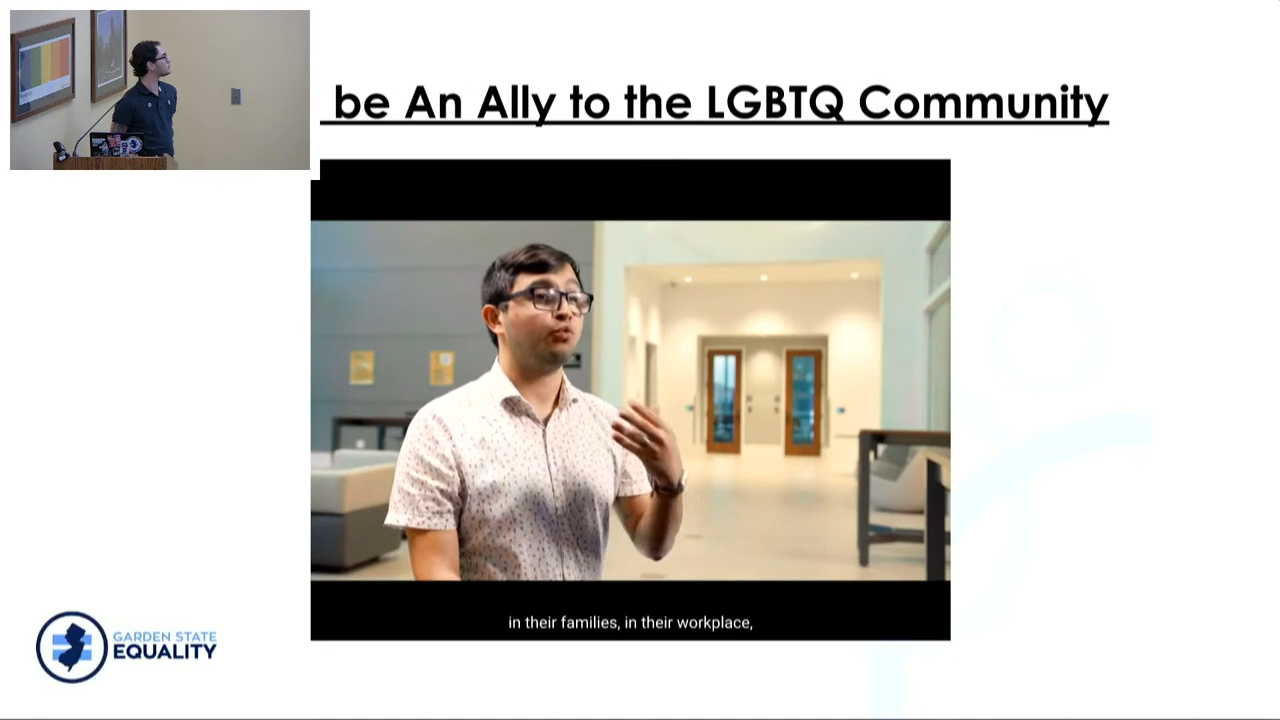 be An Ally to the LGBTQ Community
in their families, in their workplace,
GARDEN STATE
EQUALITY